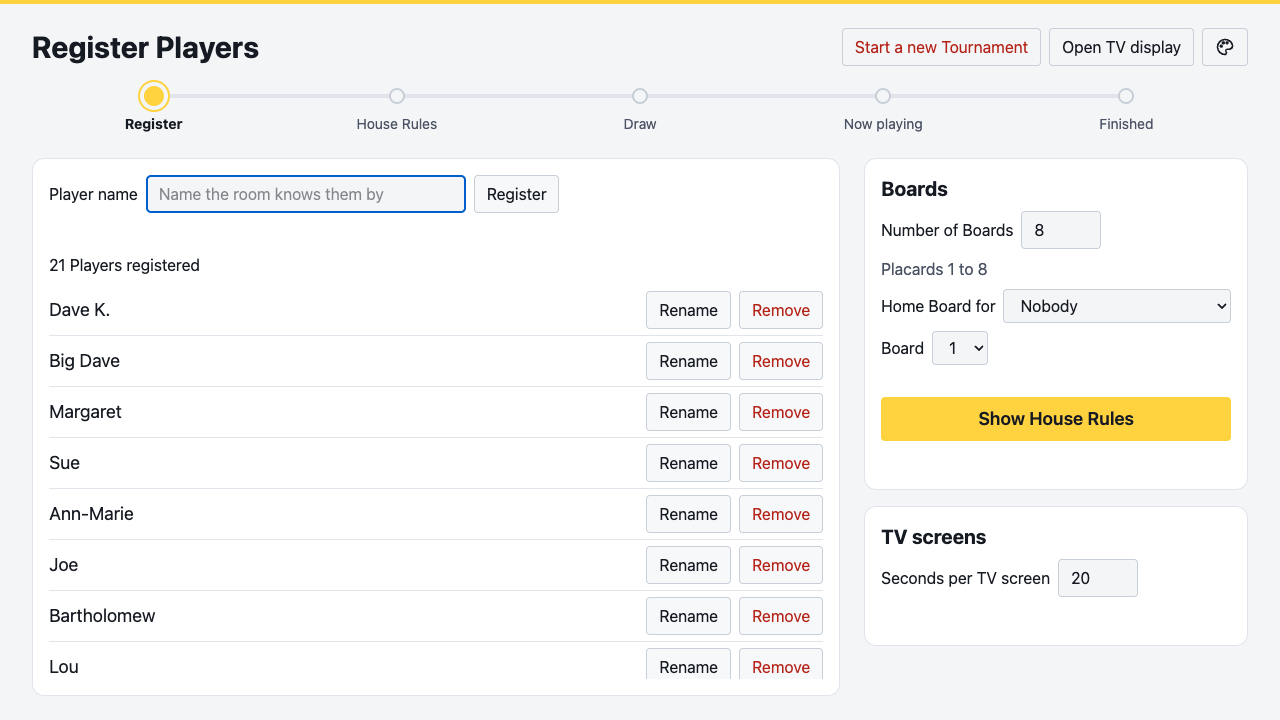 Register Players
Start a new Tournament
Open TV display
Register
House Rules
Draw
Now playing
Finished
Player name
Name the room knows them by
Register
21 Players registered
Dave K.
Rename
Remove
Big Dave
Rename
Remove
Margaret
Rename
Remove
Sue
Rename
Remove
Ann-Marie
Rename
Remove
Joe
Rename
Remove
Bartholomew
Rename
Remove
Lou
Rename
Remove
Boards
Number of Boards
8
Placards 1 to 8
Home Board for
Nobody
Board
1
Show House Rules
TV screens
Seconds per TV screen
20